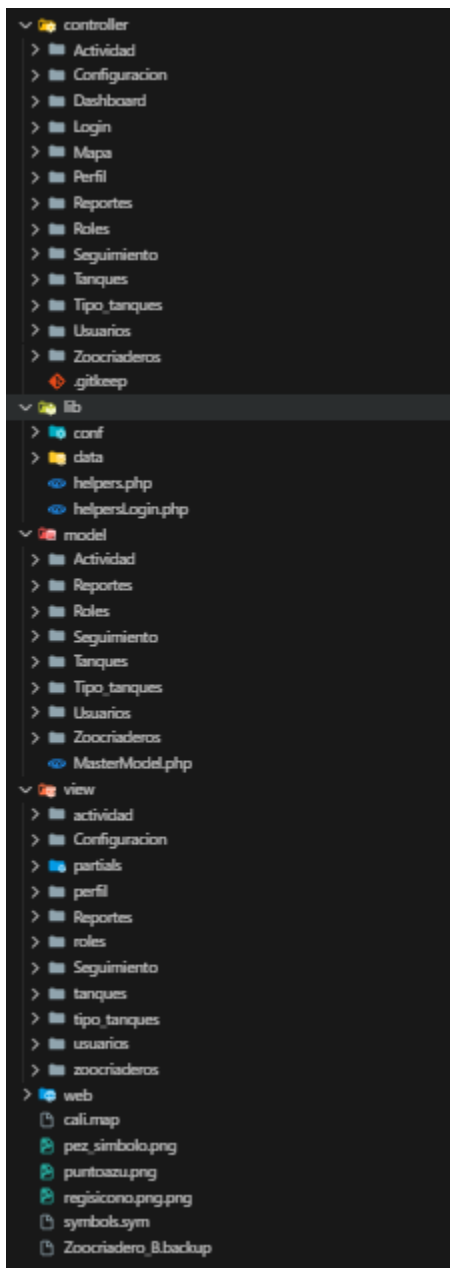 controller
Actividad
Configuracion
Dashboard
Login
Mapa
Perfil
Reportes
Roles
Seguimiento
Tanques
Tipo_tanques
Usuarios
Zoocriaderos
.gitkeep
lib
conf
data
helpers.php
helpersLogin.php
model
Actividad
Reportes
Roles
Seguimiento
Tanques
Tipo_tanques
Usuarios
Zoocriaderos
MasterModel.php
view
actividad
Configuracion
partials
perfil
Reportes
roles
Seguimiento
tanques
tipo_tanques
usuarios
zoocriaderos
web
cali.map
pez_simbolo.png
puntoazu.png
regisicono.png.png
symbols.sym
Zoocriadero_B.backup